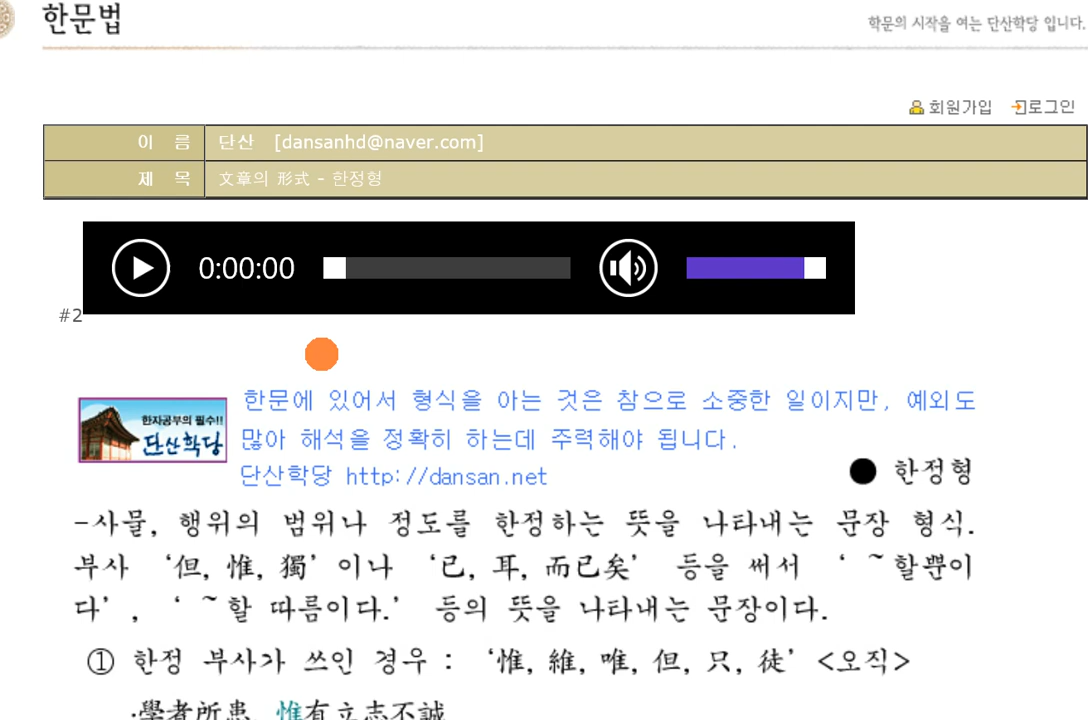 한문법
학문의 시작을 여는 단산학당 입니다.
회원가입 로그인
이 름 단산 [dansanhd@naver.com]
제 목 文章의 形式 - 한정형
0:00:00
#2
한자공부의 필수!!
단산학당
한문에 있어서 형식을 아는 것은 참으로 소중한 일이지만, 예외도
많아 해석을 정확히 하는데 주력해야 됩니다.
단산학당 http://dansan.net
● 한정형
-사물, 행위의 범위나 정도를 한정하는 뜻을 나타내는 문장 형식.
부사 ‘但, 惟, 獨’이나 ‘已, 耳, 而已矣’ 등을 써서 ‘ ~할뿐이
다’, ‘ ~할 따름이다.’ 등의 뜻을 나타내는 문장이다.
① 한정 부사가 쓰인 경우 : ‘惟, 維, 唯, 但, 只, 徒’<오직>
·學者所患 惟有立志不誠